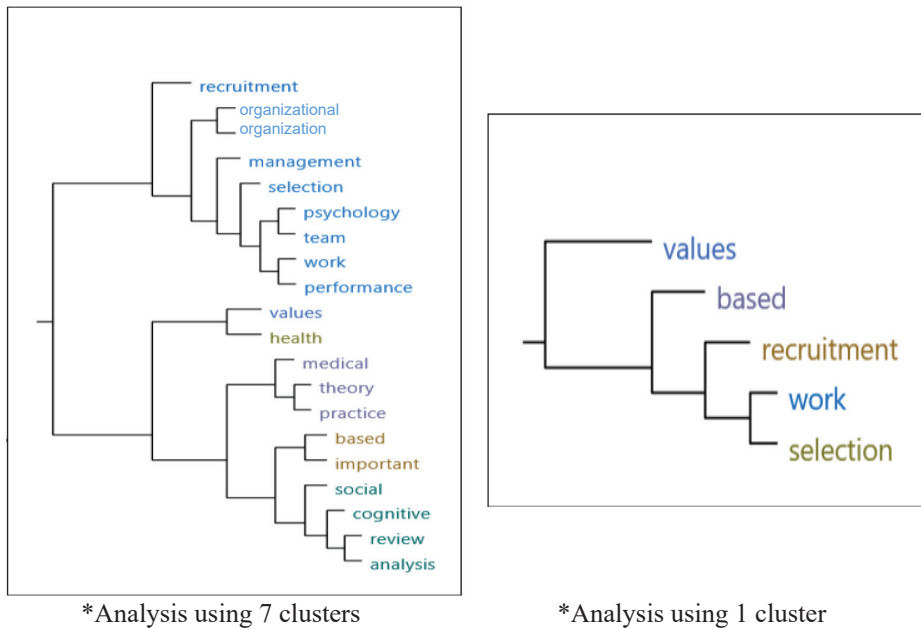 recruitment
organizational
organization
management
selection
psychology
team
work
performance
values
health
medical
theory
practice
based
important
social
cognitive
review
analysis
*Analysis using 7 clusters
values
based
recruitment
work
selection
*Analysis using 1 cluster